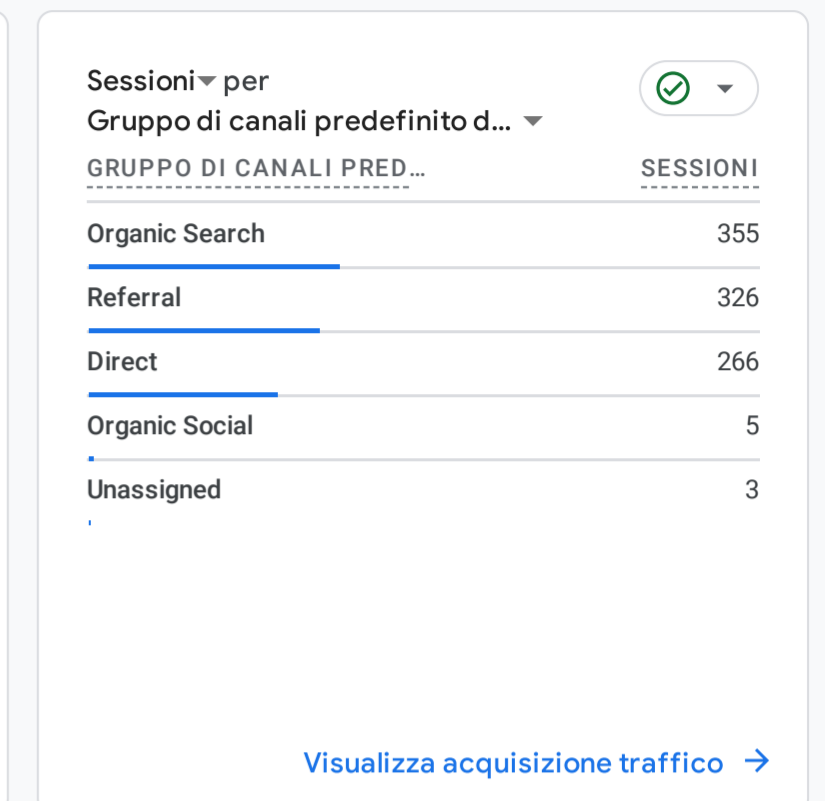 Sessioni per
Gruppo di canali predefinito d...
GRUPPO DI CANALI PRED... SESSIONI
Organic Search 355
Referral 326
Direct 266
Organic Social 5
Unassigned 3
Visualizza acquisizione traffico →